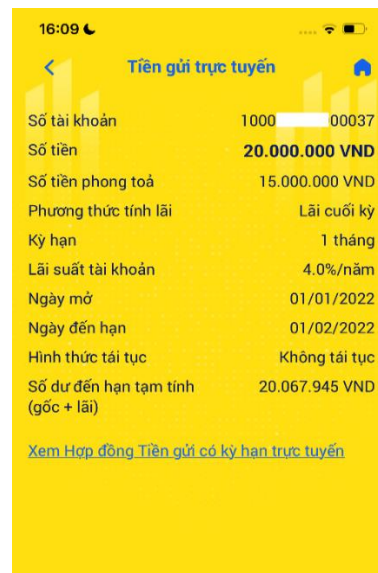 16:09
Tiền gửi trực tuyến
Số tài khoản 1000 00037
Số tiền 20.000.000 VND
Số tiền phong toả 15.000.000 VND
Phương thức tính lãi Lãi cuối kỳ
Kỳ hạn 1 tháng
Lãi suất tài khoản 4.0%/năm
Ngày mở 01/01/2022
Ngày đến hạn 01/02/2022
Hình thức tái tục Không tái tục
Số dư đến hạn tạm tính 20.067.945 VND
(gốc + lãi)
Xem Hợp đồng Tiền gửi có kỳ hạn trực tuyến